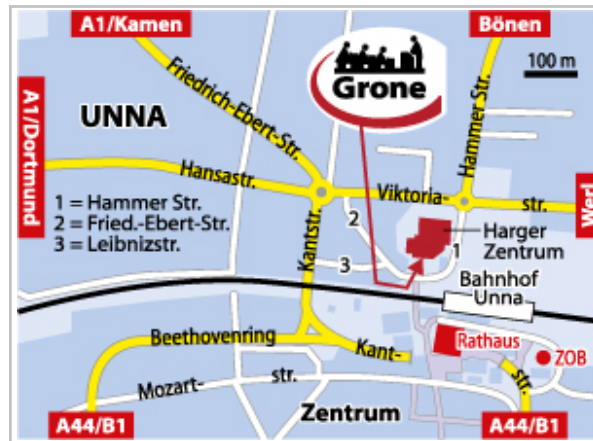 A1/Kamen
Bönen
100 m
Grone
Friedrich-Ebert-Str.
A1/Dortmund
UNNA
Hammer Str.
Hansastr.
Viktoria-
str.
Werl
1 = Hammer Str.
2 = Fried.-Ebert-Str.
3 = Leibnizstr.
Kantstr.
2
3
1
Harger
Zentrum
Bahnhof
Unna
Beethovenring
Kant-
str.
Rathaus
ZOB
Mozart-
str.
Zentrum
A44/B1
A44/B1